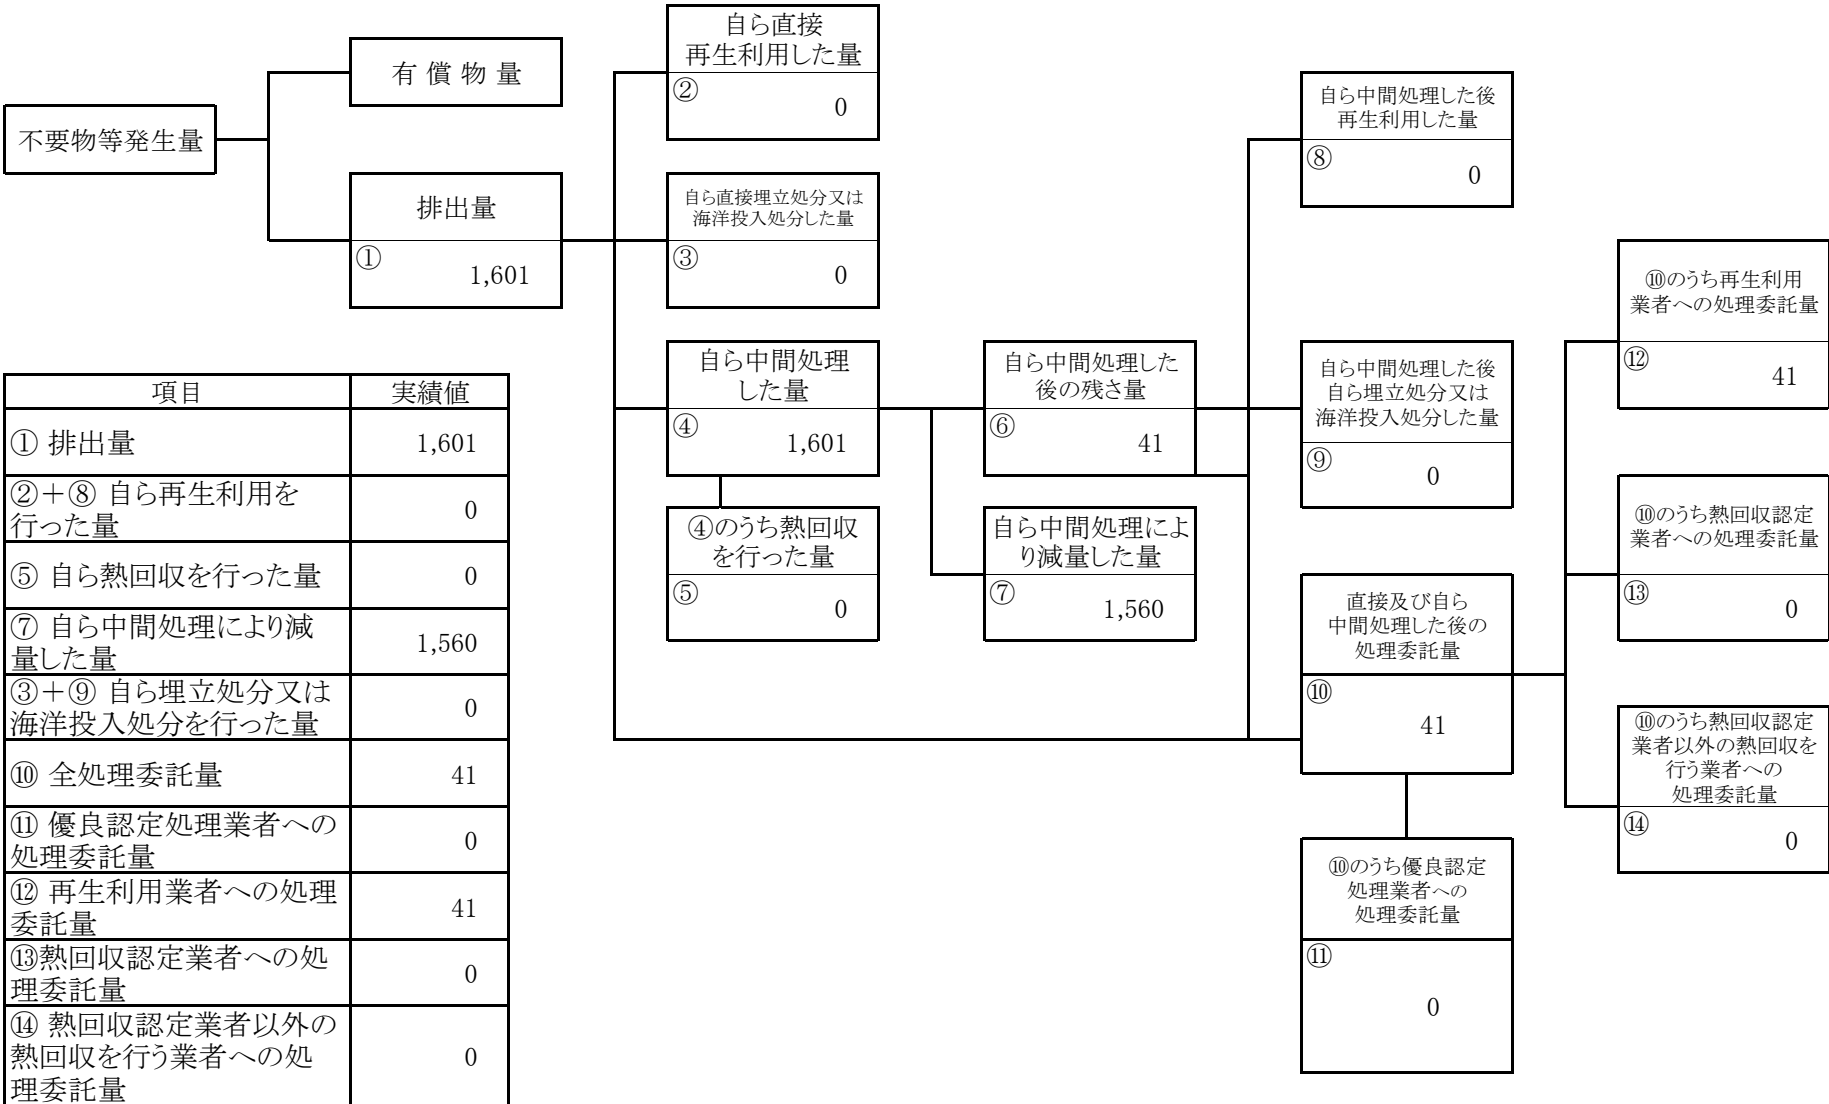 不要物等発生量
有 償 物 量
排出量
①
1,601
自ら直接
再生利用した量
②
0
自ら直接埋立処分又は
海洋投入処分した量
③
0
自ら中間処理
した量
④
1,601
④のうち熱回収
を行った量
⑤
0
自ら中間処理した
後の残さ量
⑥
41
自ら中間処理によ
り減量した量
⑦
1,560
自ら中間処理した後
再生利用した量
⑧
0
自ら中間処理した後
自ら埋立処分又は
海洋投入処分した量
⑨
0
直接及び自ら
中間処理した後の
処理委託量
⑩
41
⑩のうち優良認定
処理業者への
処理委託量
⑪
0
⑩のうち再生利用
業者への処理委託量
⑫
41
⑩のうち熱回収認定
業者への処理委託量
⑬
0
⑩のうち熱回収認定
業者以外の熱回収を
行う業者への
処理委託量
⑭
0
項目 実績値
① 排出量 1,601
②＋⑧ 自ら再生利用を
行った量 0
⑤ 自ら熱回収を行った量 0
⑦ 自ら中間処理により減
量した量 1,560
③＋⑨ 自ら埋立処分又は
海洋投入処分を行った量 0
⑩ 全処理委託量 41
⑪ 優良認定処理業者への
処理委託量 0
⑫ 再生利用業者への処理
委託量 41
⑬熱回収認定業者への処
理委託量 0
⑭ 熱回収認定業者以外の
熱回収を行う業者への処
理委託量 0